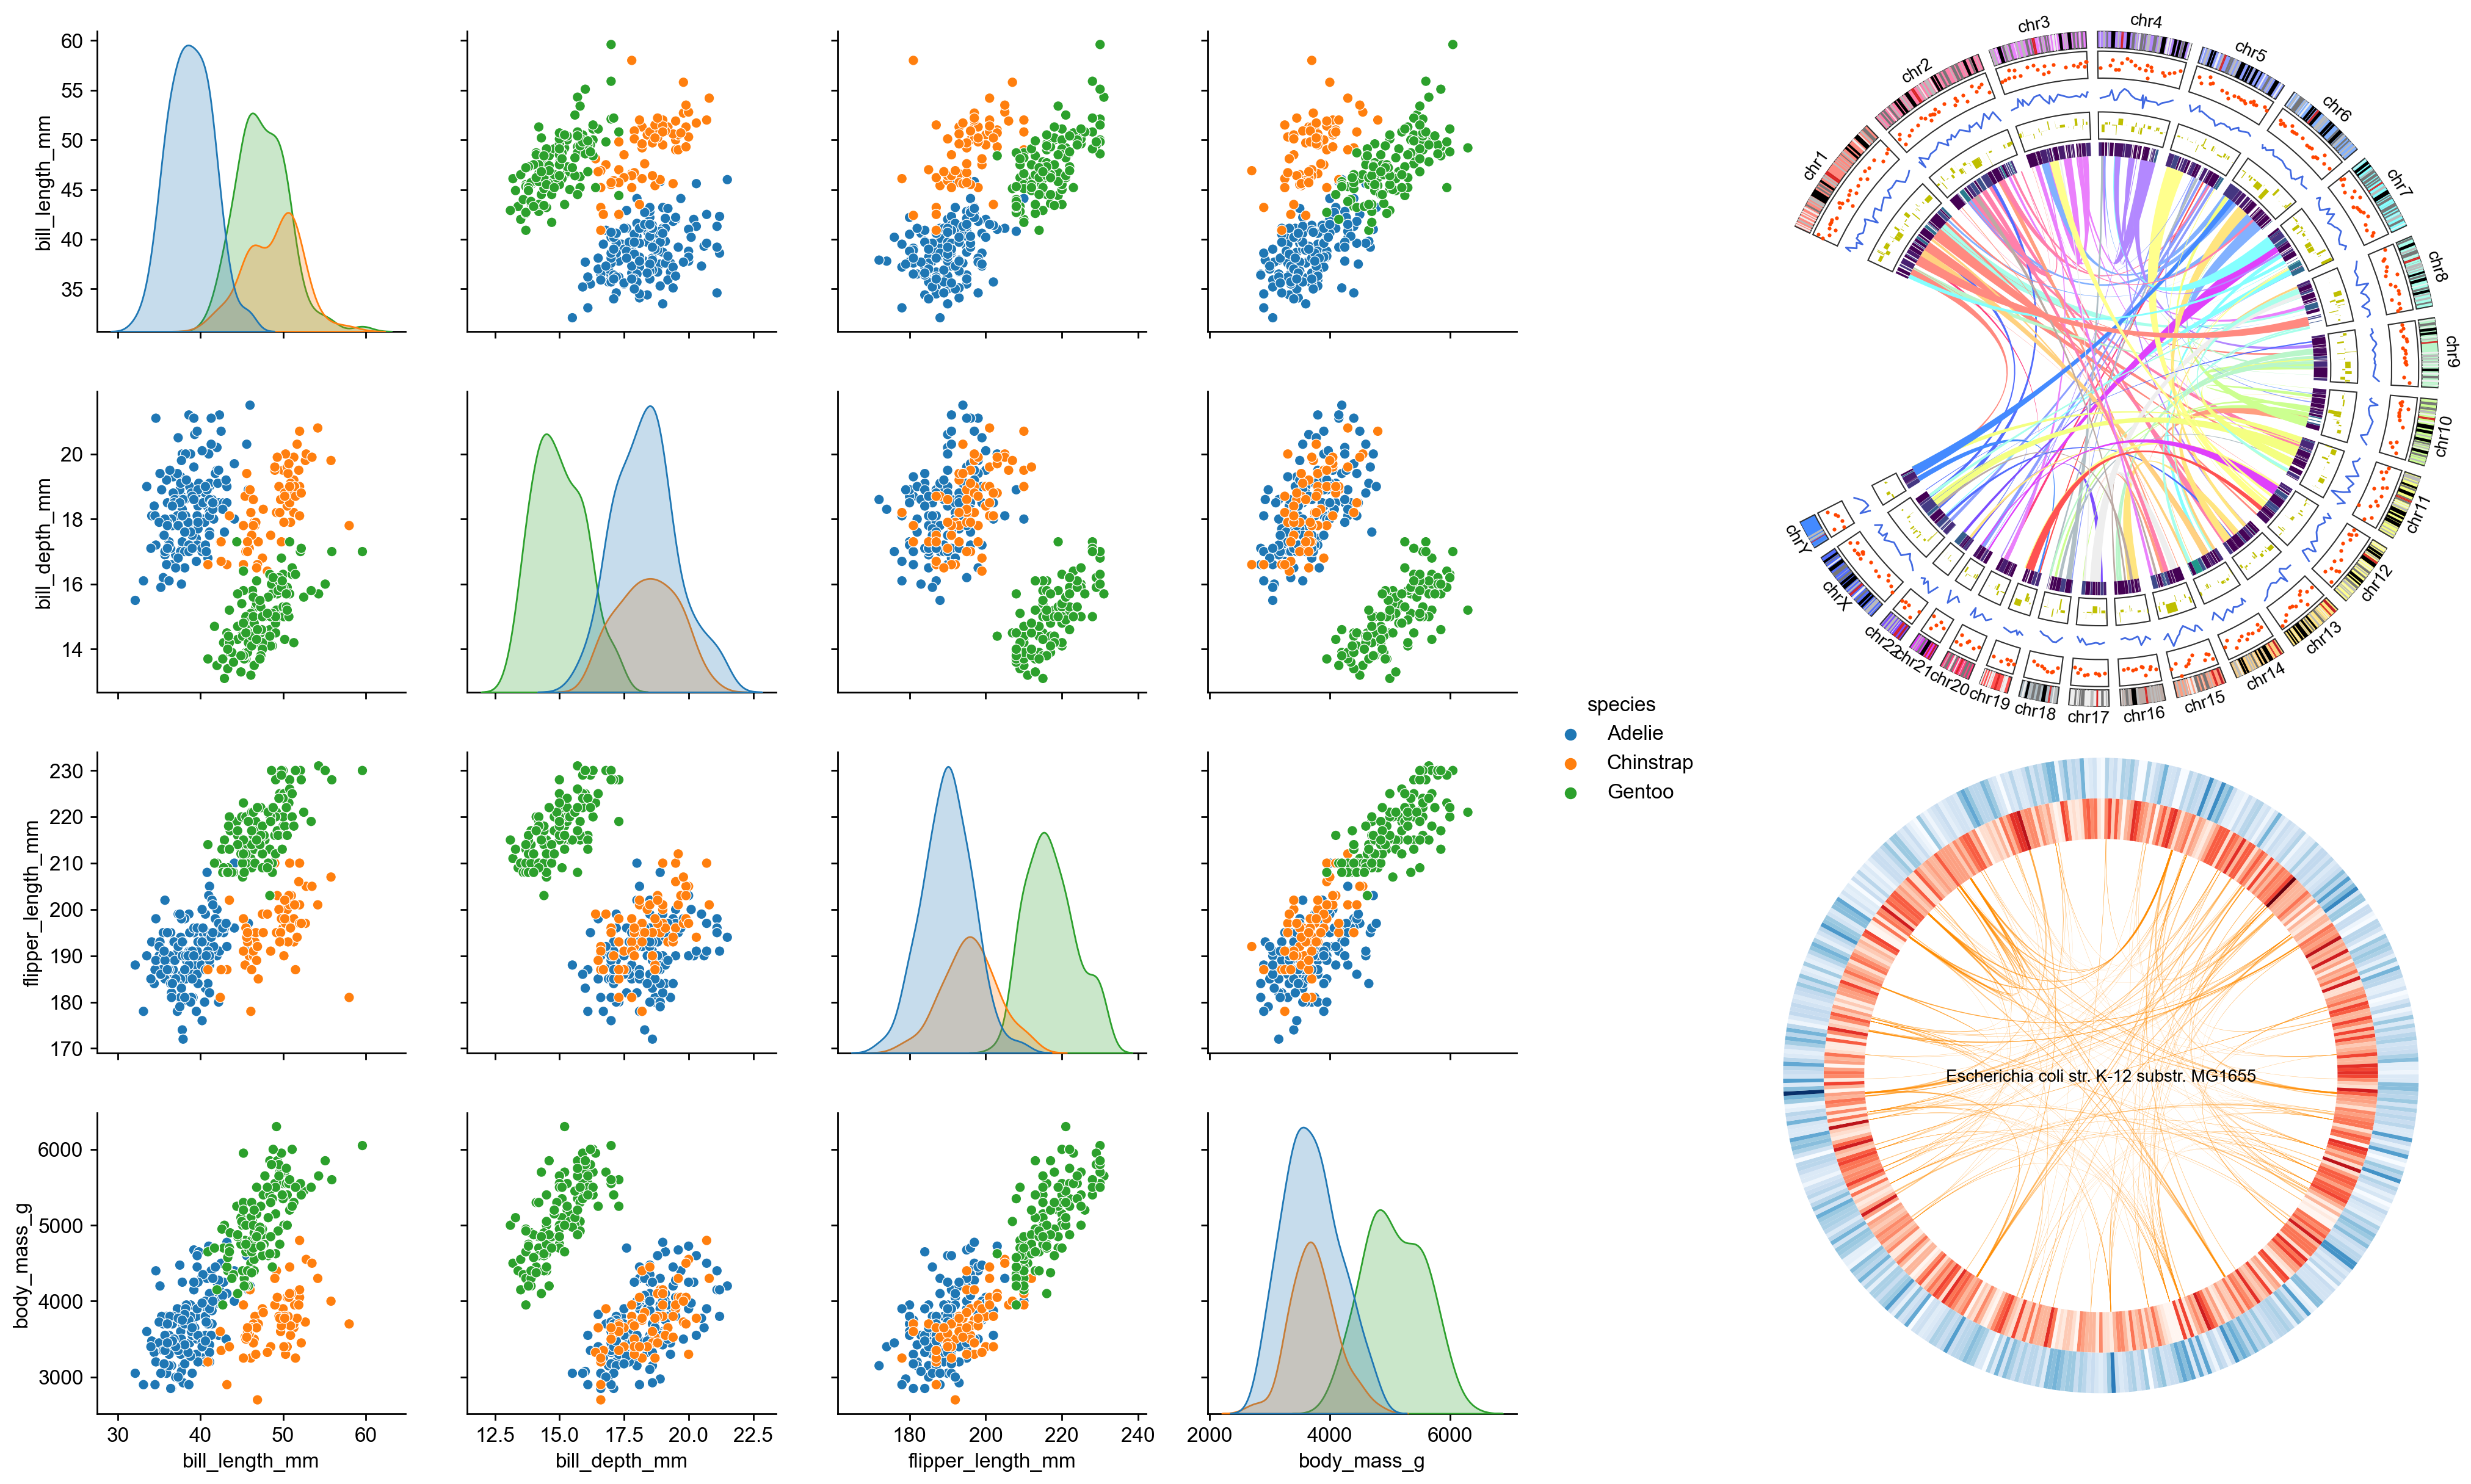 60
55
50
45
40
35
bill_length_mm
20
18
16
14
bill_depth_mm
230
220
210
200
190
180
170
flipper_length_mm
6000
5000
4000
3000
body_mass_g
30 40 50 60
bill_length_mm
12.5 15.0 17.5 20.0 22.5
bill_depth_mm
180 200 220 240
flipper_length_mm
2000 4000 6000
body_mass_g
species
Adelie
Chinstrap
Gentoo
chr1
chr2
chr3
chr4
chr5
chr6
chr7
chr8
chr9
chr10
chr11
chr12
chr13
chr14
chr15
chr16
chr17
chr18
chr19
chr20
chr21
chr22
chrX
chrY
Escherichia coli str. K-12 substr. MG1655